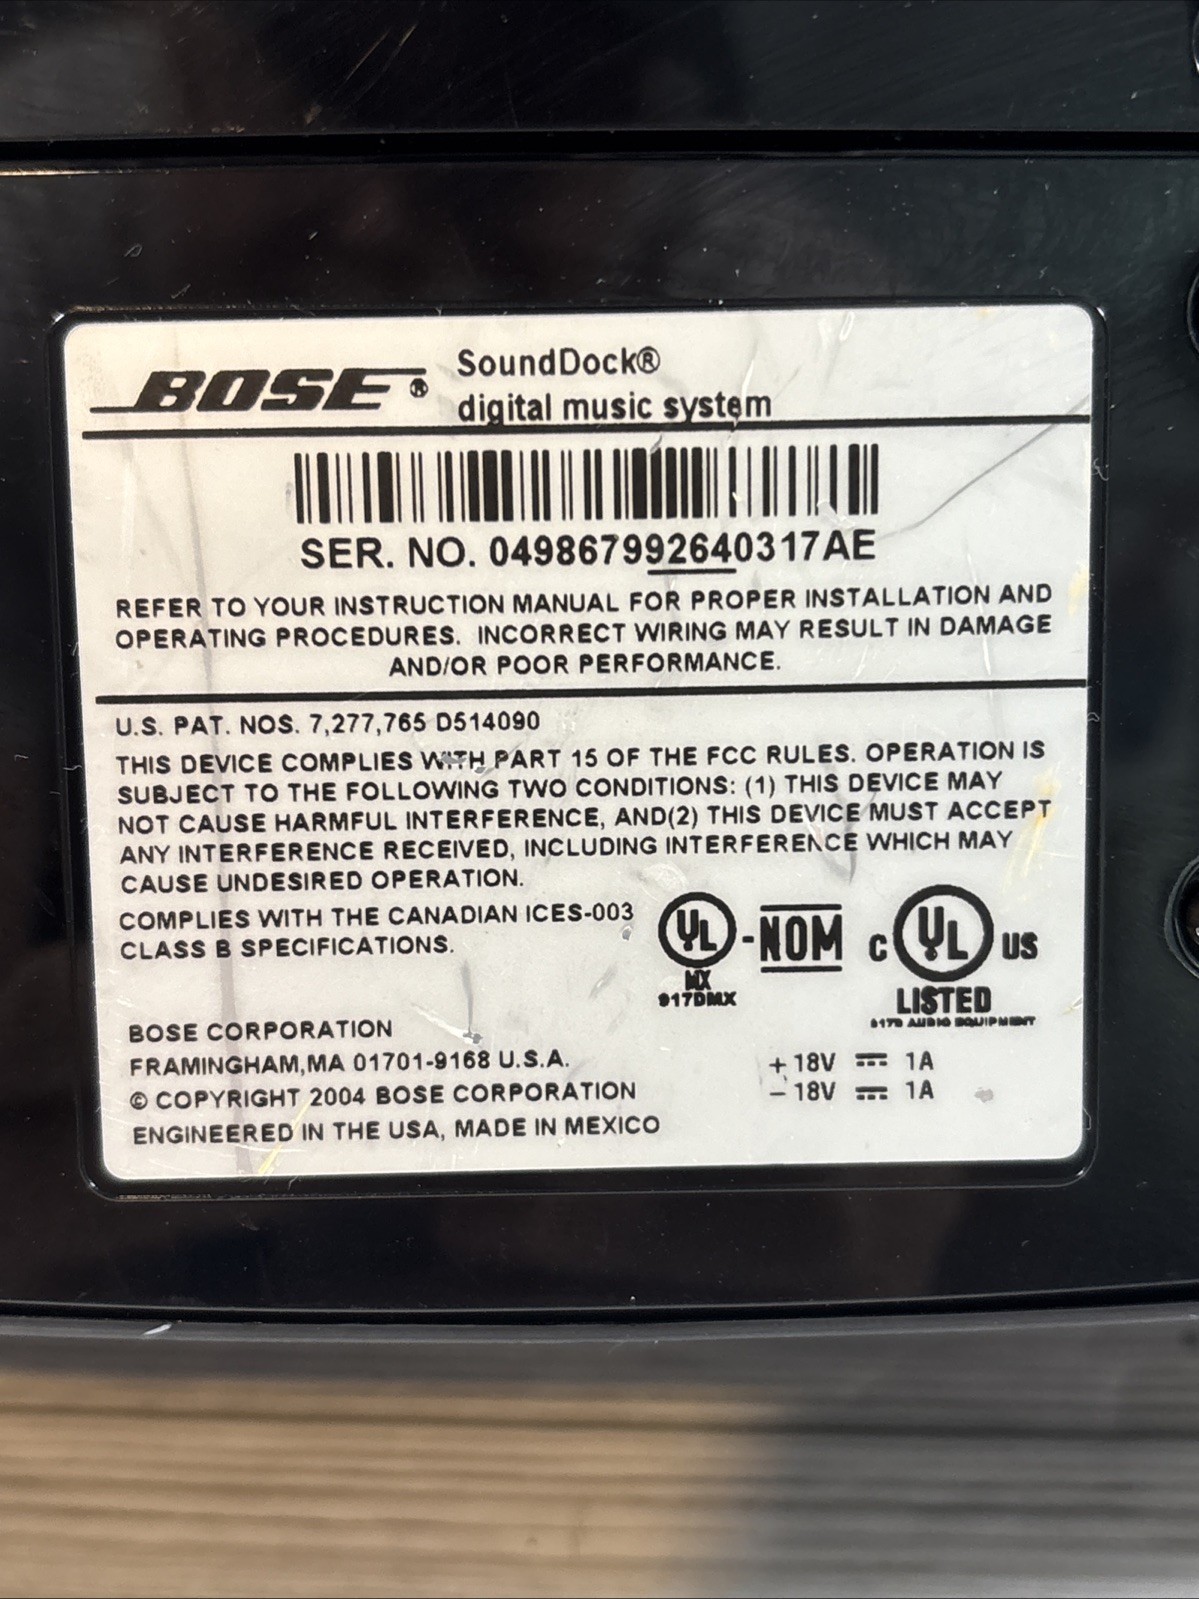 BOSE® SoundDock®
digital music system
SER. NO. 049867992640317AE
REFER TO YOUR INSTRUCTION MANUAL FOR PROPER INSTALLATION AND
OPERATING PROCEDURES. INCORRECT WIRING MAY RESULT IN DAMAGE
AND/OR POOR PERFORMANCE.
U.S. PAT. NOS. 7,277,765 D514090
THIS DEVICE COMPLIES WITH PART 15 OF THE FCC RULES. OPERATION IS
SUBJECT TO THE FOLLOWING TWO CONDITIONS: (1) THIS DEVICE MAY
NOT CAUSE HARMFUL INTERFERENCE, AND(2) THIS DEVICE MUST ACCEPT
ANY INTERFERENCE RECEIVED, INCLUDING INTERFERENCE WHICH MAY
CAUSE UNDESIRED OPERATION.
COMPLIES WITH THE CANADIAN ICES-003
CLASS B SPECIFICATIONS.
UL -NOM C UL US
MX LISTED
917DMX 917D AUDIO EQUIPMENT
BOSE CORPORATION
FRAMINGHAM,MA 01701-9168 U.S.A.
© COPYRIGHT 2004 BOSE CORPORATION
ENGINEERED IN THE USA, MADE IN MEXICO
+ 18V ⎓ 1A
- 18V ⎓ 1A